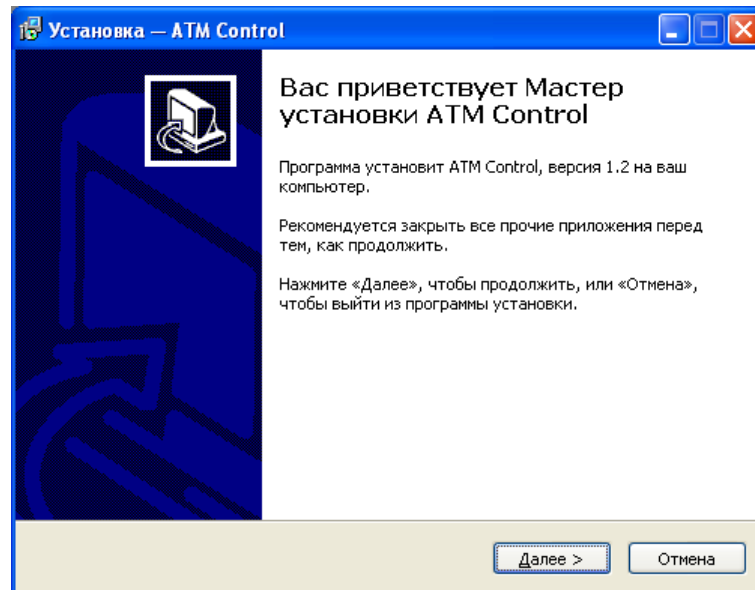 Установка — ATM Control
Вас приветствует Мастер
установки ATM Control
Программа установит ATM Control, версия 1.2 на ваш
компьютер.
Рекомендуется закрыть все прочие приложения перед
тем, как продолжить.
Нажмите «Далее», чтобы продолжить, или «Отмена»,
чтобы выйти из программы установки.
Далее >
Отмена